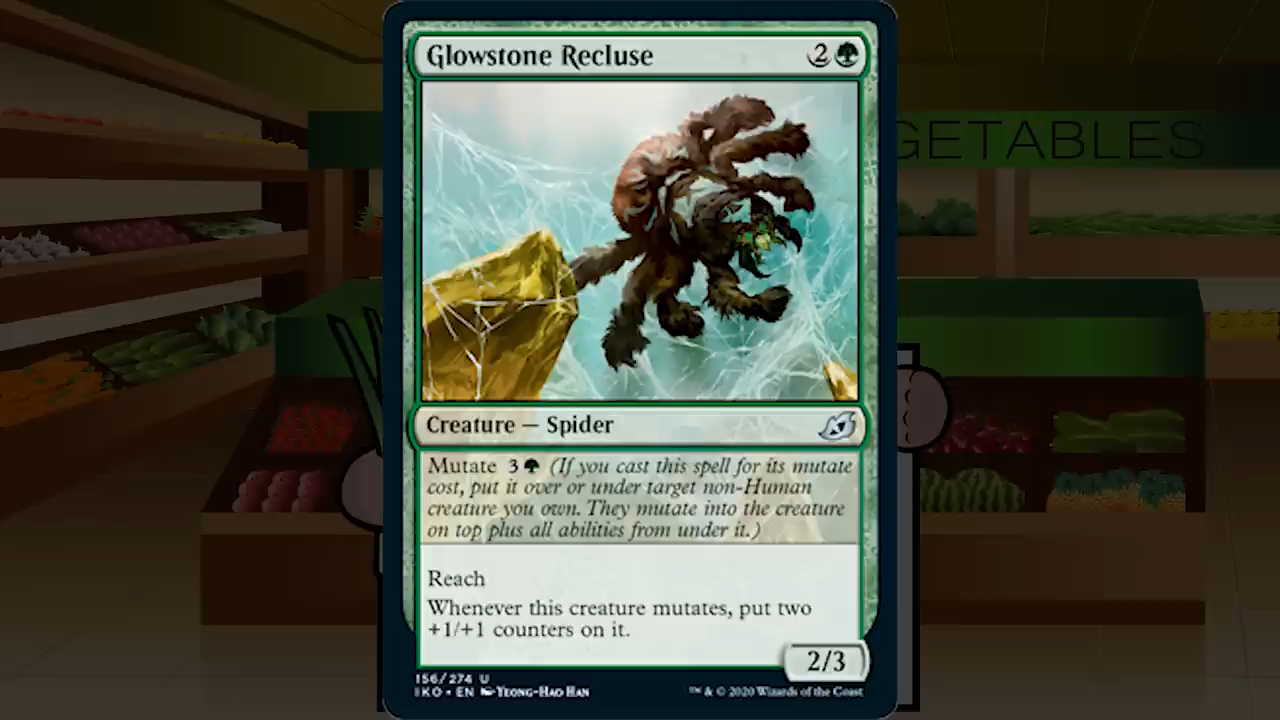 Glowstone Recluse 2
GETABLES
Creature — Spider
Mutate 3 (If you cast this spell for its mutate
cost, put it over or under target non-Human
creature you own. They mutate into the creature
on top plus all abilities from under it.)
Reach
Whenever this creature mutates, put two
+1/+1 counters on it.
2/3
156/274 U
IKO • EN Yeong-Hao Han
™ & © 2020 Wizards of the Coast